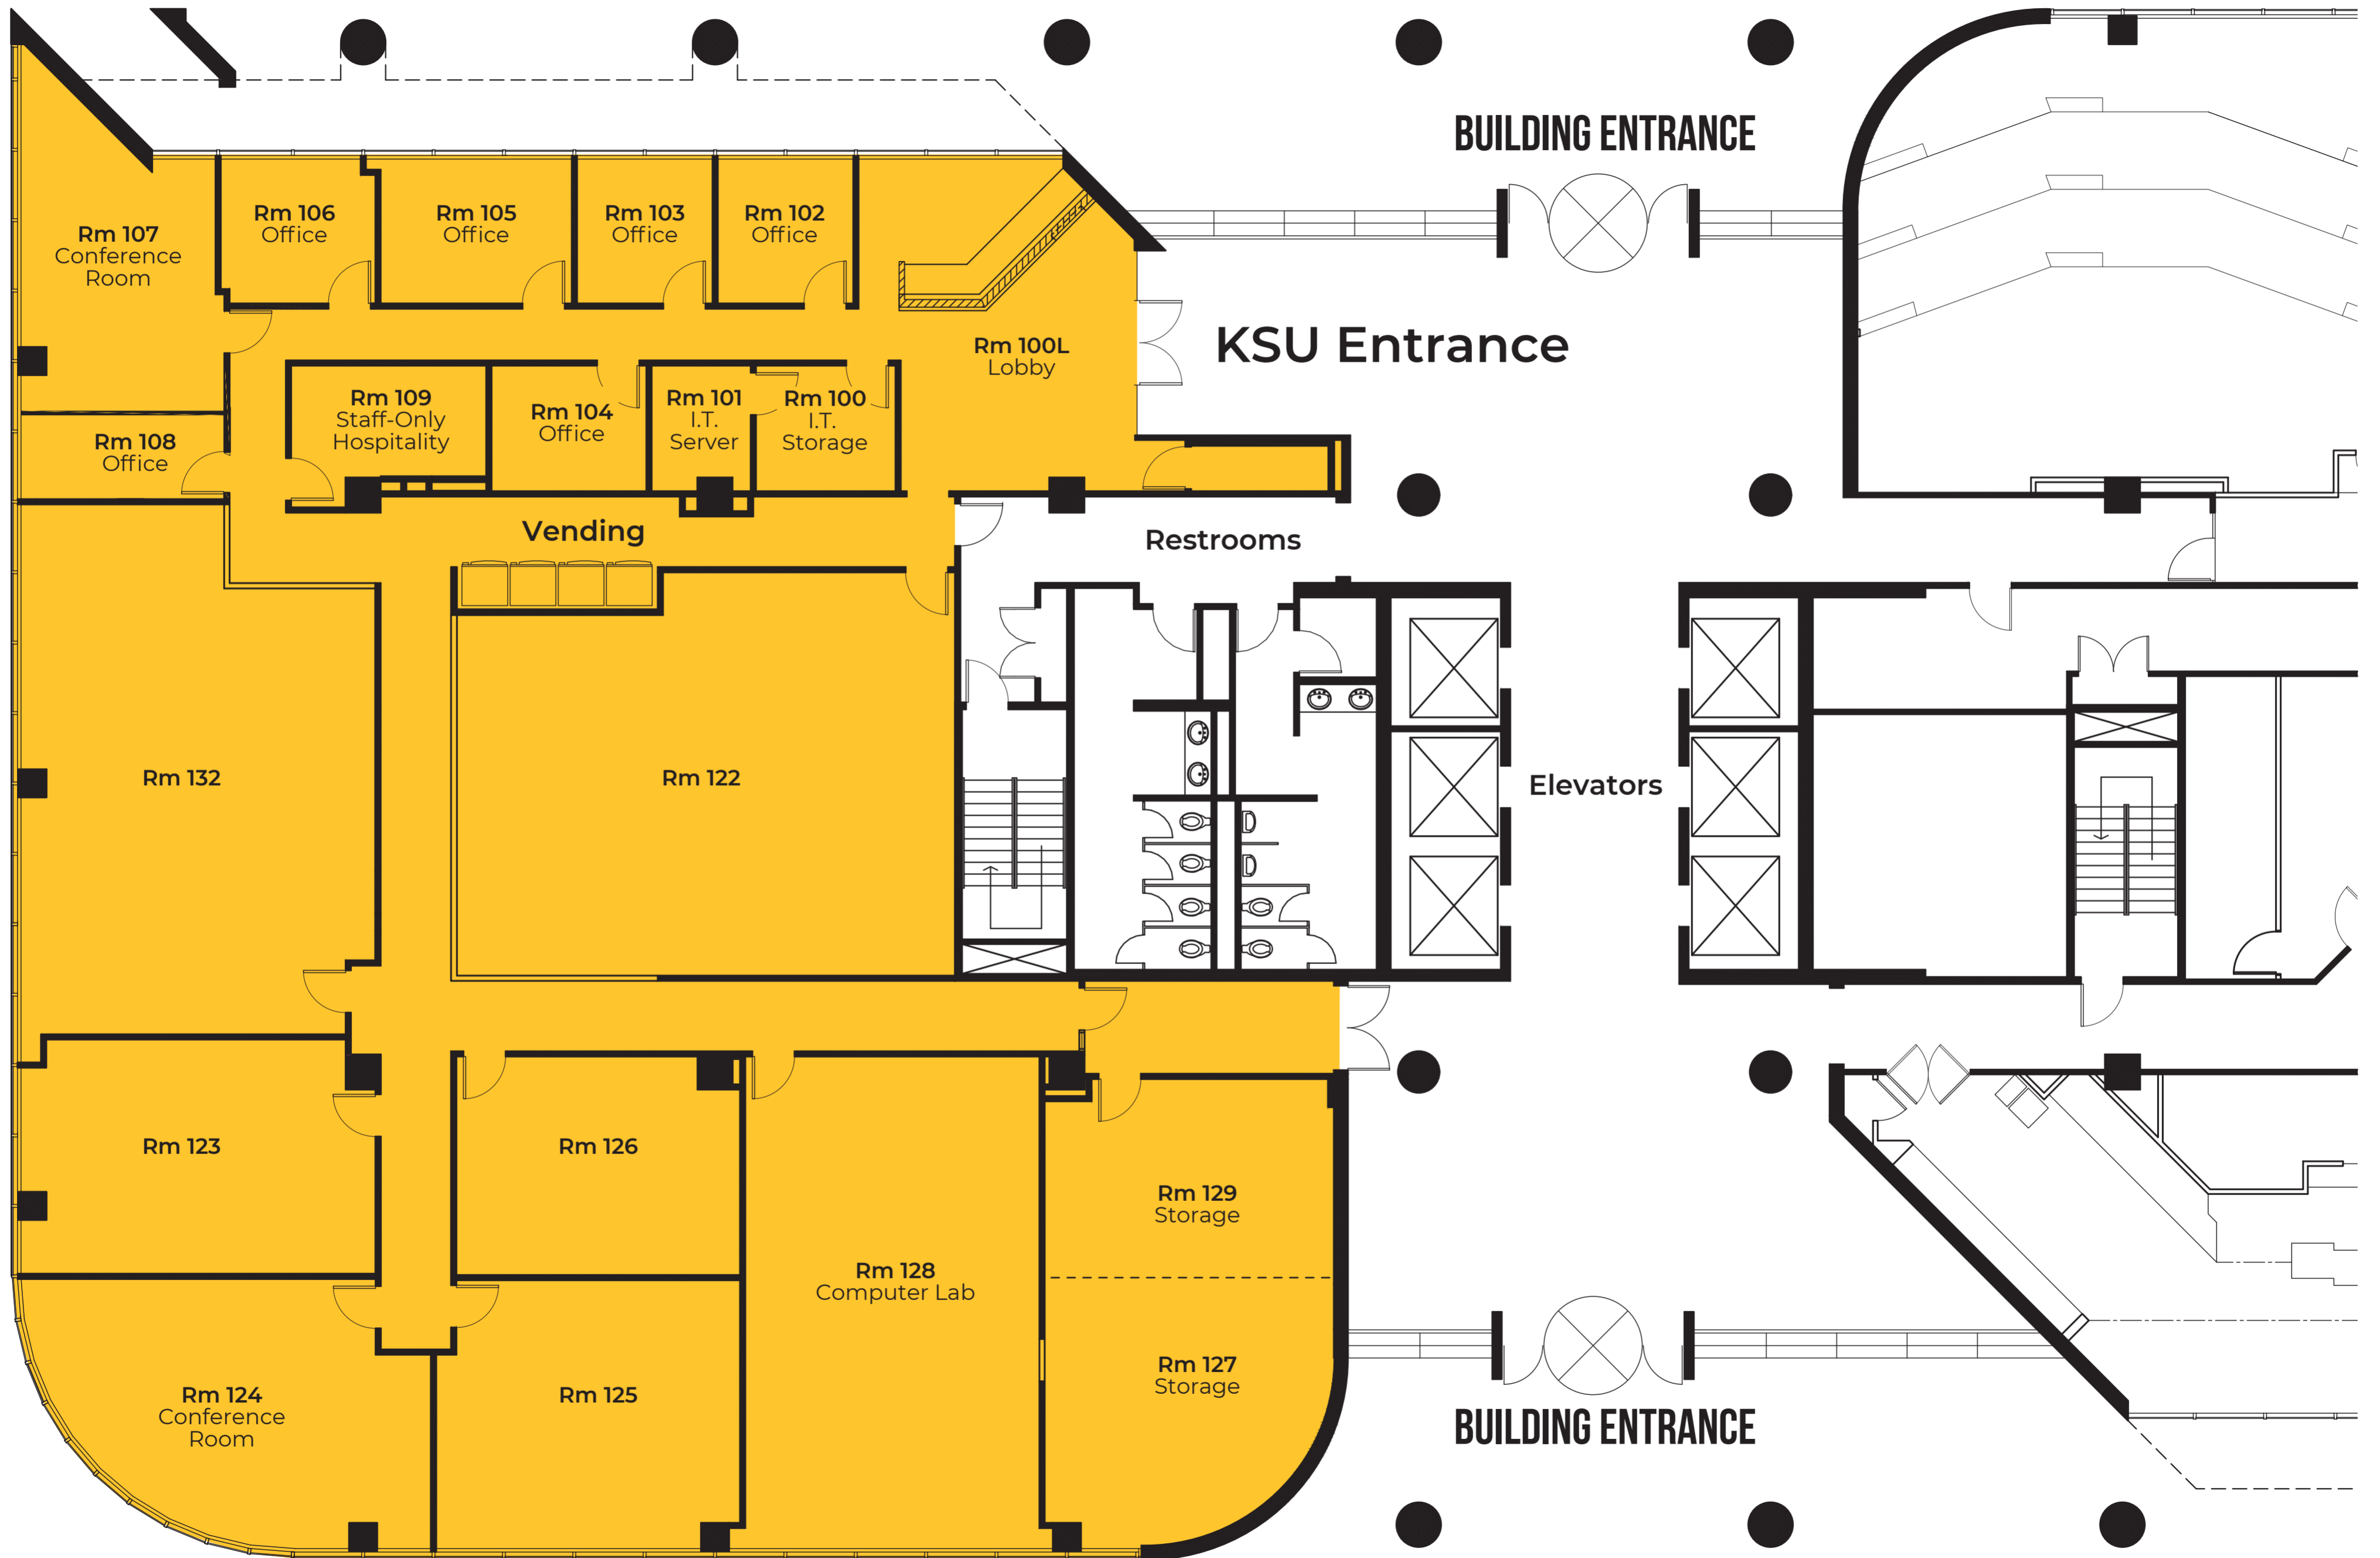 BUILDING ENTRANCE
Rm 107
Conference
Room
Rm 106
Office
Rm 105
Office
Rm 103
Office
Rm 102
Office
Rm 100L
Lobby
KSU Entrance
Rm 108
Office
Rm 109
Staff-Only
Hospitality
Rm 104
Office
Rm 101
I.T.
Server
Rm 100
I.T.
Storage
Vending
Restrooms
Rm 132
Rm 122
Elevators
Rm 123
Rm 126
Rm 128
Computer Lab
Rm 129
Storage
Rm 124
Conference
Room
Rm 125
Rm 127
Storage
BUILDING ENTRANCE